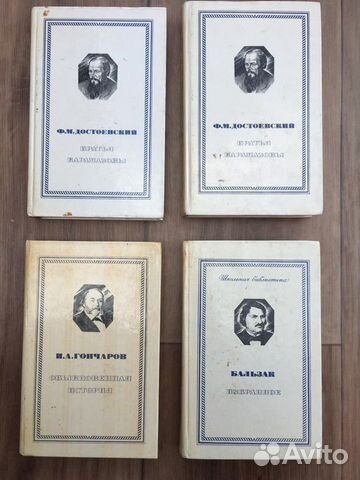 Ф.М.ДОСТОЕВСКИЙ
БРАТЬЯ
КАРАМАЗОВЫ
Ф.М.ДОСТОЕВСКИЙ
БРАТЬЯ
КАРАМАЗОВЫ
И.А.ГОНЧАРОВ
ОБЫКНОВЕННАЯ
ИСТОРИЯ
Школьная библиотека
БАЛЬЗАК
ИЗБРАННОЕ
Avito